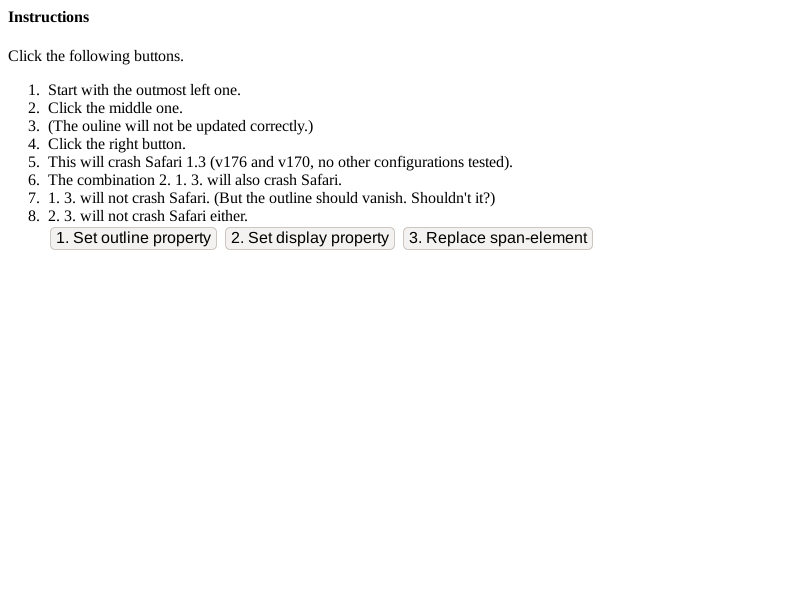 Instructions
Click the following buttons.
1. Start with the outmost left one.
2. Click the middle one.
3. (The ouline will not be updated correctly.)
4. Click the right button.
5. This will crash Safari 1.3 (v176 and v170, no other configurations tested).
6. The combination 2. 1. 3. will also crash Safari.
7. 1. 3. will not crash Safari. (But the outline should vanish. Shouldn't it?)
8. 2. 3. will not crash Safari either.
1. Set outline property 2. Set display property 3. Replace span-element